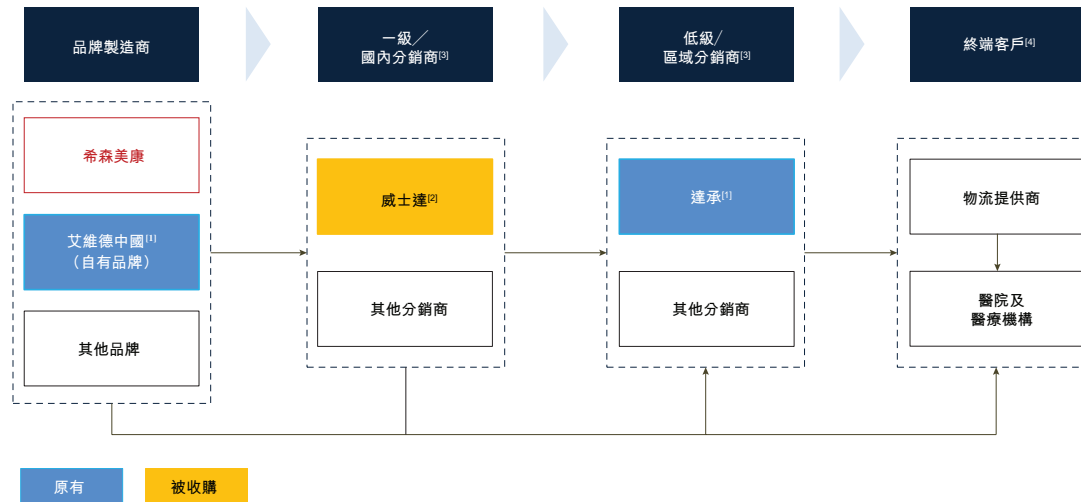 品牌製造商
一級／
國內分銷商[3]
低級/
區域分銷商[3]
終端客戶[4]
希森美康
艾維德中國[1]
（自有品牌）
其他品牌
威士達[2]
其他分銷商
達承[1]
其他分銷商
物流提供商
醫院及
醫療機構
原有
被收購